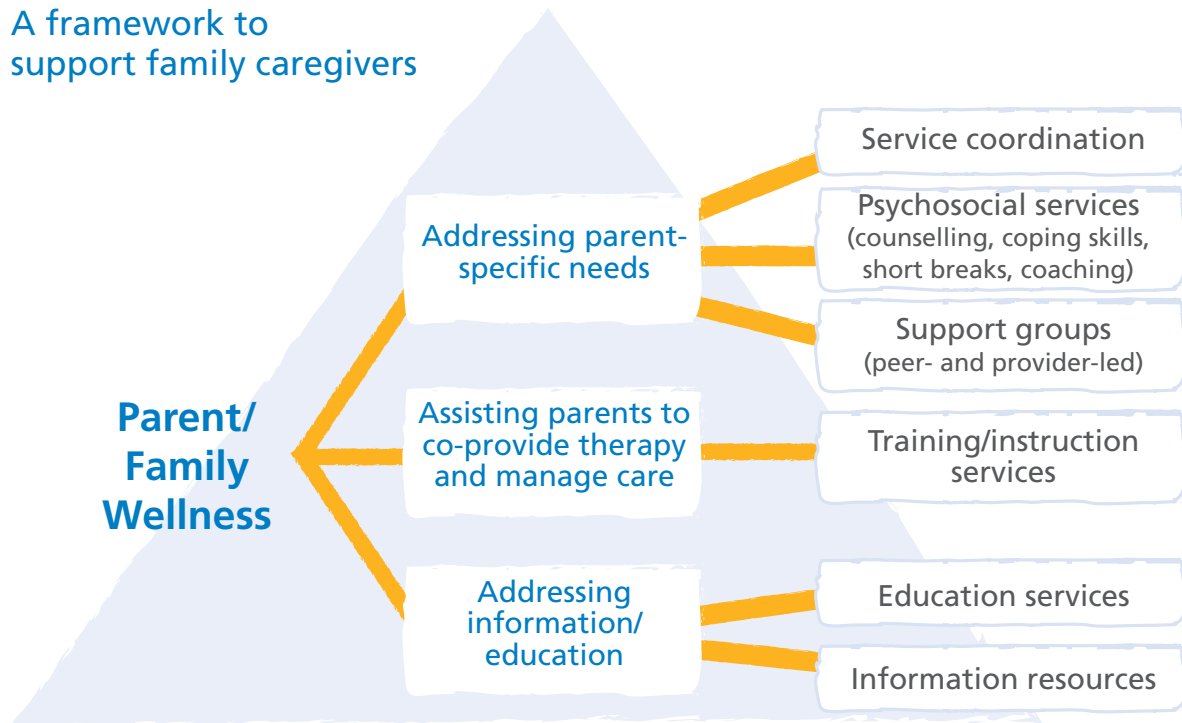 A framework to
support family caregivers
Parent/
Family
Wellness
Addressing parent-
specific needs
Service coordination
Psychosocial services
(counselling, coping skills,
short breaks, coaching)
Support groups
(peer- and provider-led)
Assisting parents to
co-provide therapy
and manage care
Training/instruction
services
Addressing
information/
education
Education services
Information resources